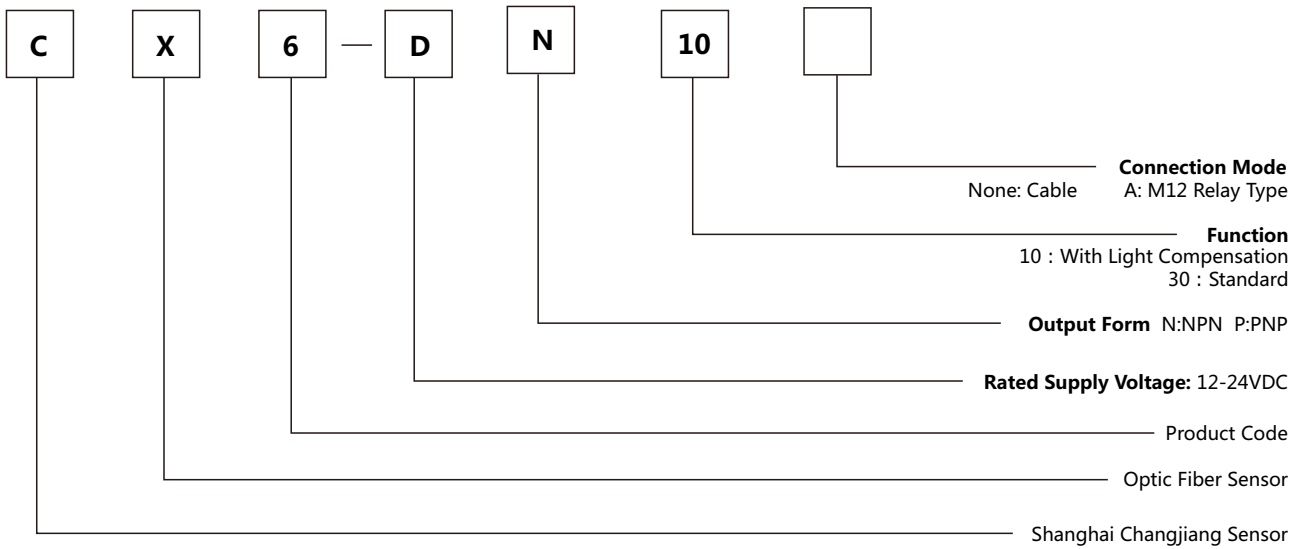 C X 6 — D N 10
Connection Mode
None: Cable A: M12 Relay Type
Function
10：With Light Compensation
30：Standard
Output Form N:NPN P:PNP
Rated Supply Voltage: 12-24VDC
Product Code
Optic Fiber Sensor
Shanghai Changjiang Sensor